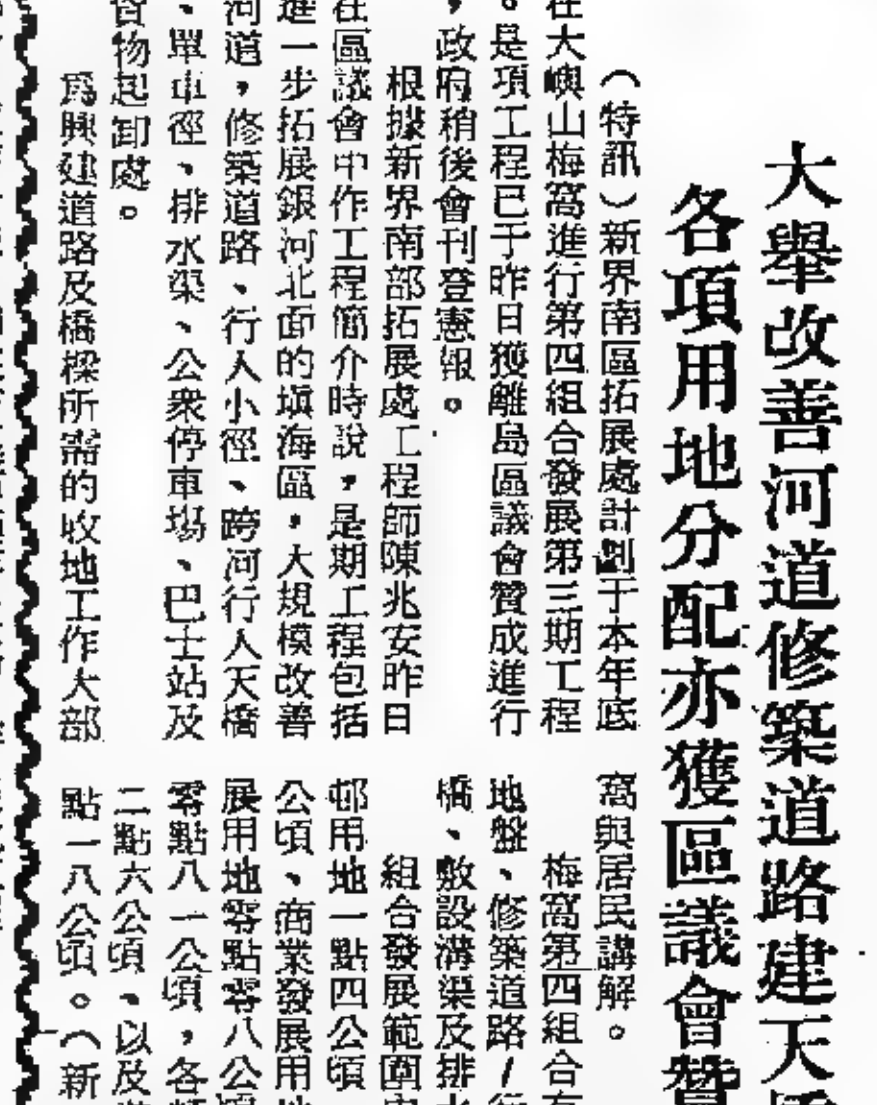 大舉改善河道修築道路建天橋
各項用地分配亦獲區議會贊
（特訊）新界南區拓展處計劃于本年底
在大嶼山梅窩進行第四組合發展第三期工程
。是項工程已于昨日獲離島區議會贊成進行
，政府稍後會刊登憲報。
根據新界南部拓展處工程師陳兆安昨日
在區議會中作工程簡介時說，是期工程包括
進一步拓展銀河北面的塡海區，大規模改善
河道，修築道路、行人小徑、跨河行人天橋
、單車徑、排水渠、公衆停車場、巴士站及
貨物起卸處。
爲興建道路及橋樑所需的收地工作大部
窩與居民講解。
梅窩第四組合
地盤、修築道路/行
橋、敷設溝渠及排水
組合發展範圍
邨用地一點四公頃
公頃、商業發展用地
展用地零點零八公頃
零點八一公頃，各
二點六公頃、以及
點一八公頃。（新